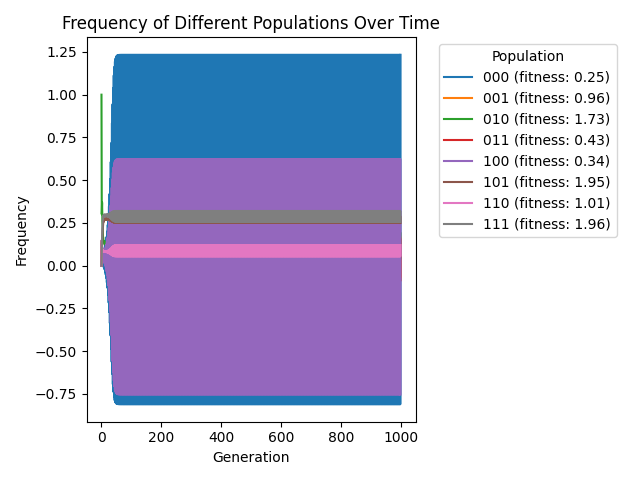 Frequency of Different Populations Over Time
Frequency
1.25
1.00
0.75
0.50
0.25
0.00
−0.25
−0.50
−0.75
0
200
400
600
800
1000
Generation
Population
000 (fitness: 0.25)
001 (fitness: 0.96)
010 (fitness: 1.73)
011 (fitness: 0.43)
100 (fitness: 0.34)
101 (fitness: 1.95)
110 (fitness: 1.01)
111 (fitness: 1.96)